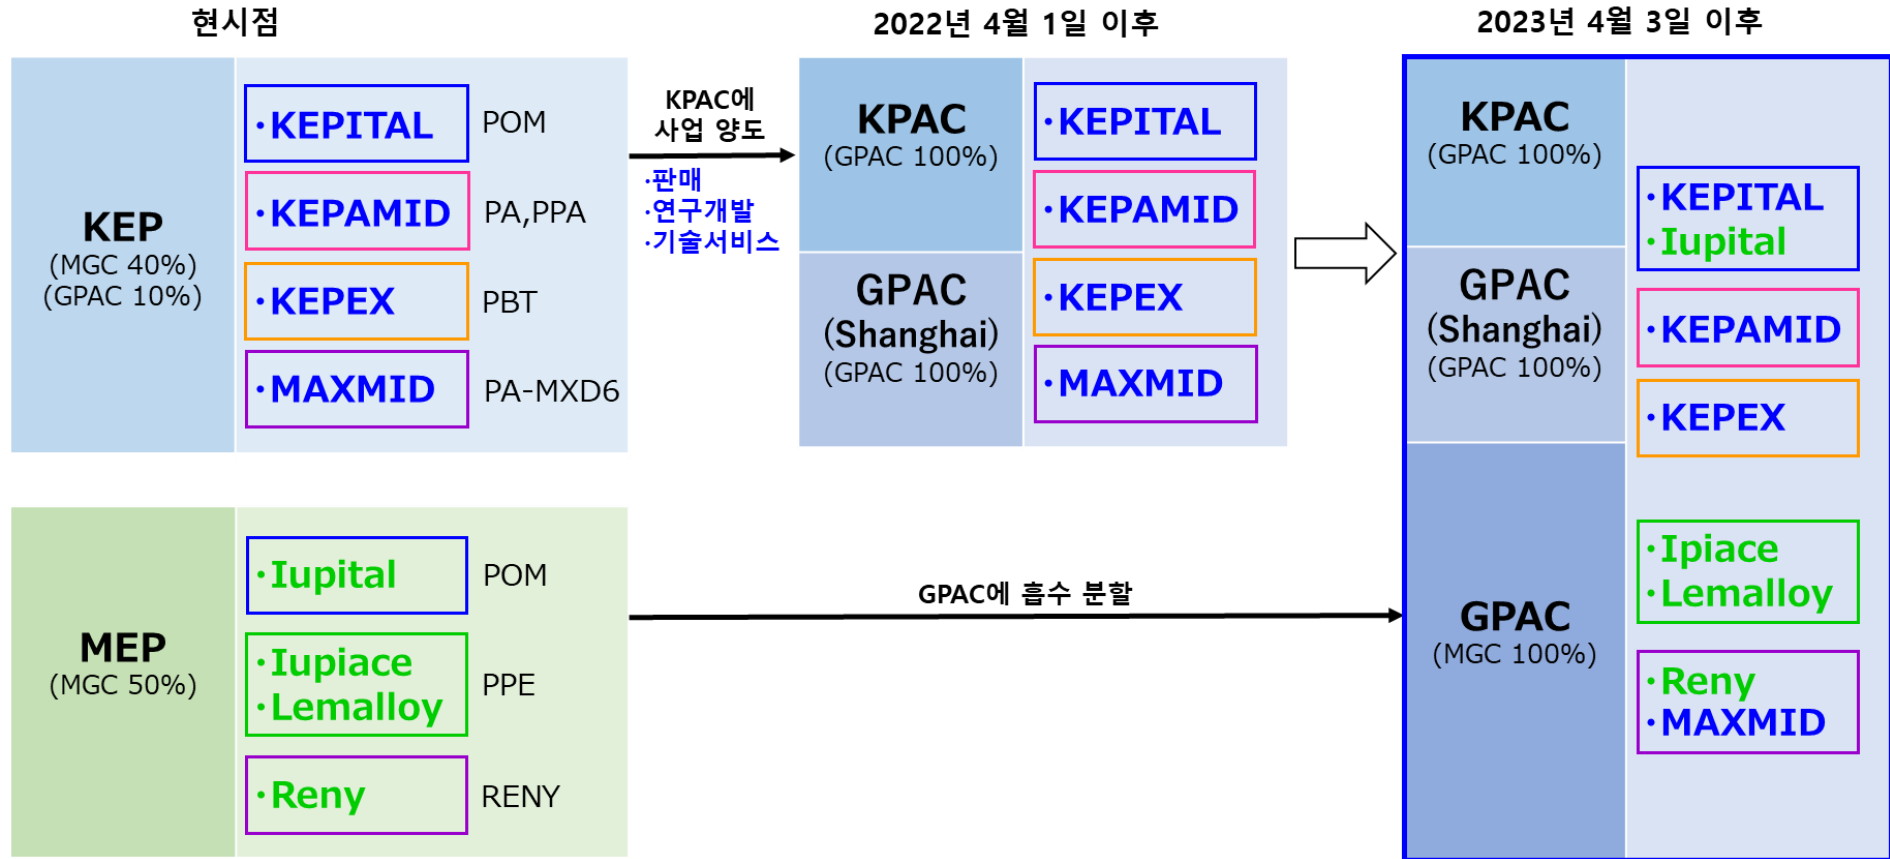 현시점
KEP
(MGC 40%)
(GPAC 10%)
·KEPITAL POM
·KEPAMID PA,PPA
·KEPEX PBT
·MAXMID PA-MXD6
MEP
(MGC 50%)
·Iupital POM
·Iupiace
·Lemalloy
PPE
·Reny RENY
KPAC에
사업 양도
·판매
·연구개발
·기술서비스
GPAC에 흡수 분할
2022년 4월 1일 이후
KPAC
(GPAC 100%)
GPAC
(Shanghai)
(GPAC 100%)
·KEPITAL
·KEPAMID
·KEPEX
·MAXMID
2023년 4월 3일 이후
KPAC
(GPAC 100%)
GPAC
(Shanghai)
(GPAC 100%)
GPAC
(MGC 100%)
·KEPITAL
·Iupital
·KEPAMID
·KEPEX
·Ipiace
·Lemalloy
·Reny
·MAXMID